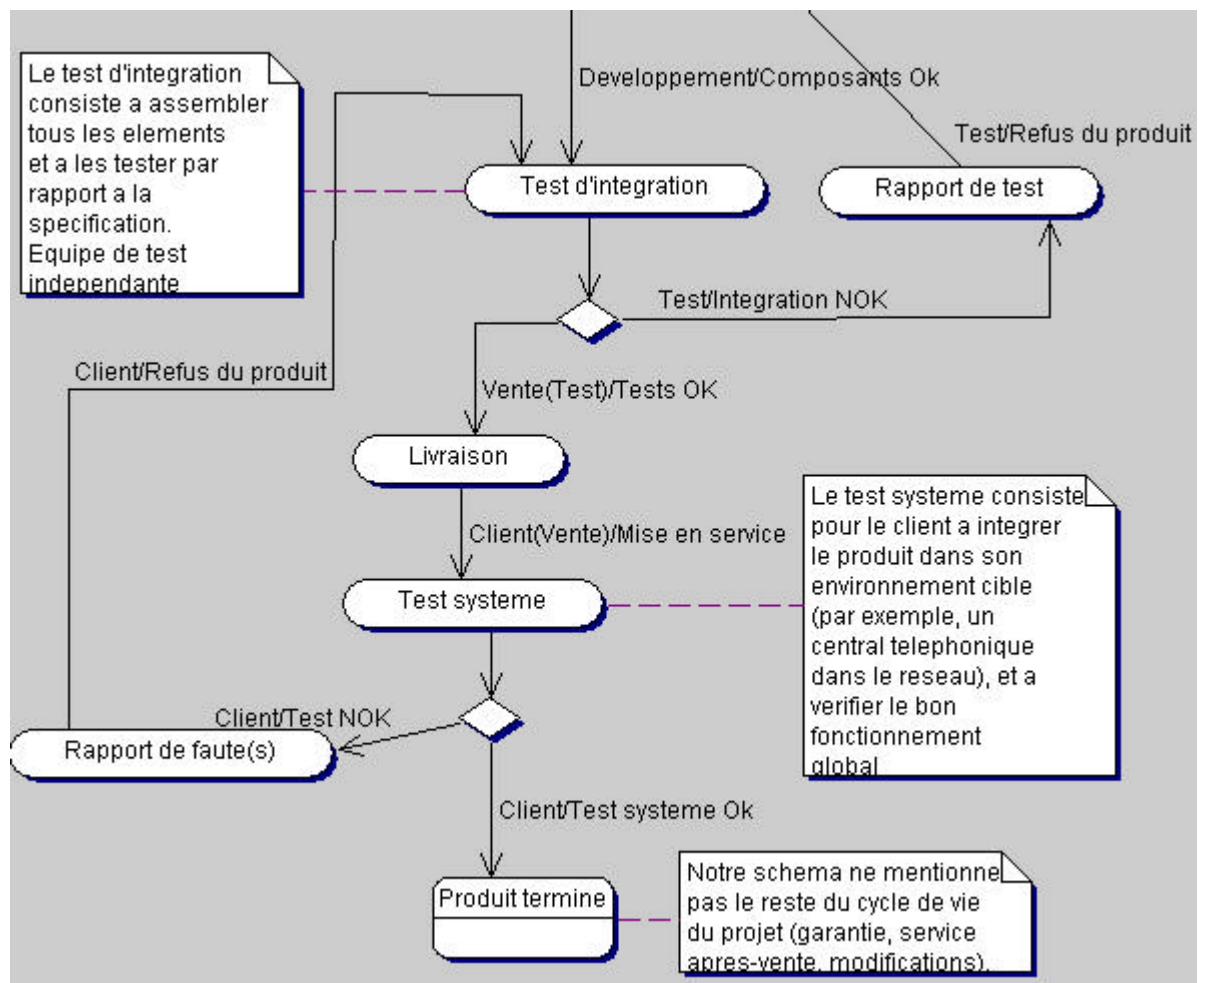 Le test d'integration
consiste a assembler
tous les elements
et a les tester par
rapport a la
specification.
Equipe de test
independante
Developpement/Composants Ok
Test/Refus du produit
Test d'integration
Rapport de test
Test/Integration NOK
Client/Refus du produit
Vente(Test)/Tests OK
Livraison
Client(Vente)/Mise en service
Le test systeme consiste
pour le client a integrer
le produit dans son
environnement cible
(par exemple, un
central telephonique
dans le reseau), et a
verifier le bon
fonctionnement
global
Test systeme
Client/Test NOK
Rapport de faute(s)
Client/Test systeme Ok
Produit termine
Notre schema ne mentionne
pas le reste du cycle de vie
du projet (garantie, service
apres-vente, modifications).